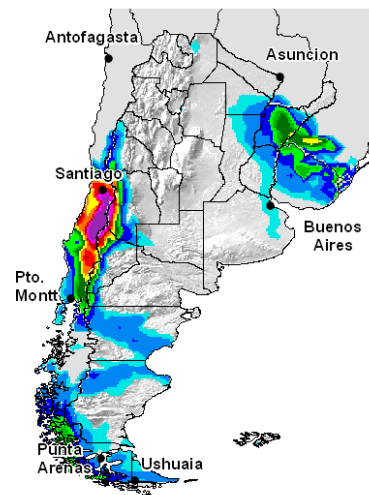 Antofagasta
Asuncion
Santiago
Buenos
Aires
Pto.
Montt
Punta
Arenas
Ushuaia